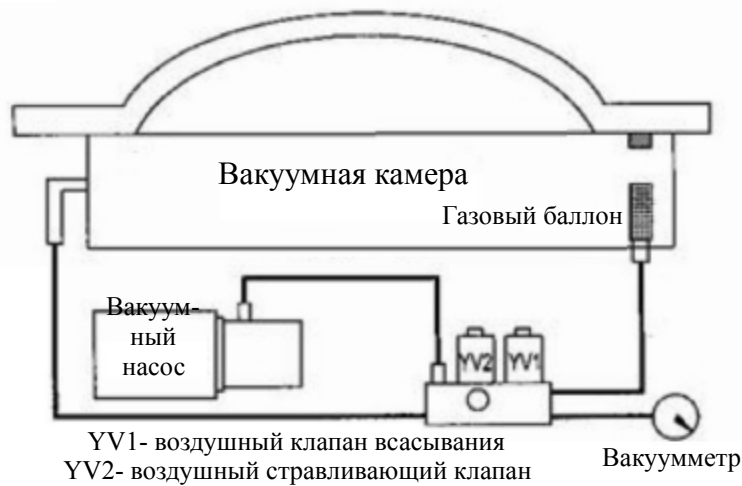 Вакуумная камера
Газовый баллон
Вакуум-
ный
насос
YV2 YV1
YV1- воздушный клапан всасывания
YV2- воздушный стравливающий клапан
Вакуумметр